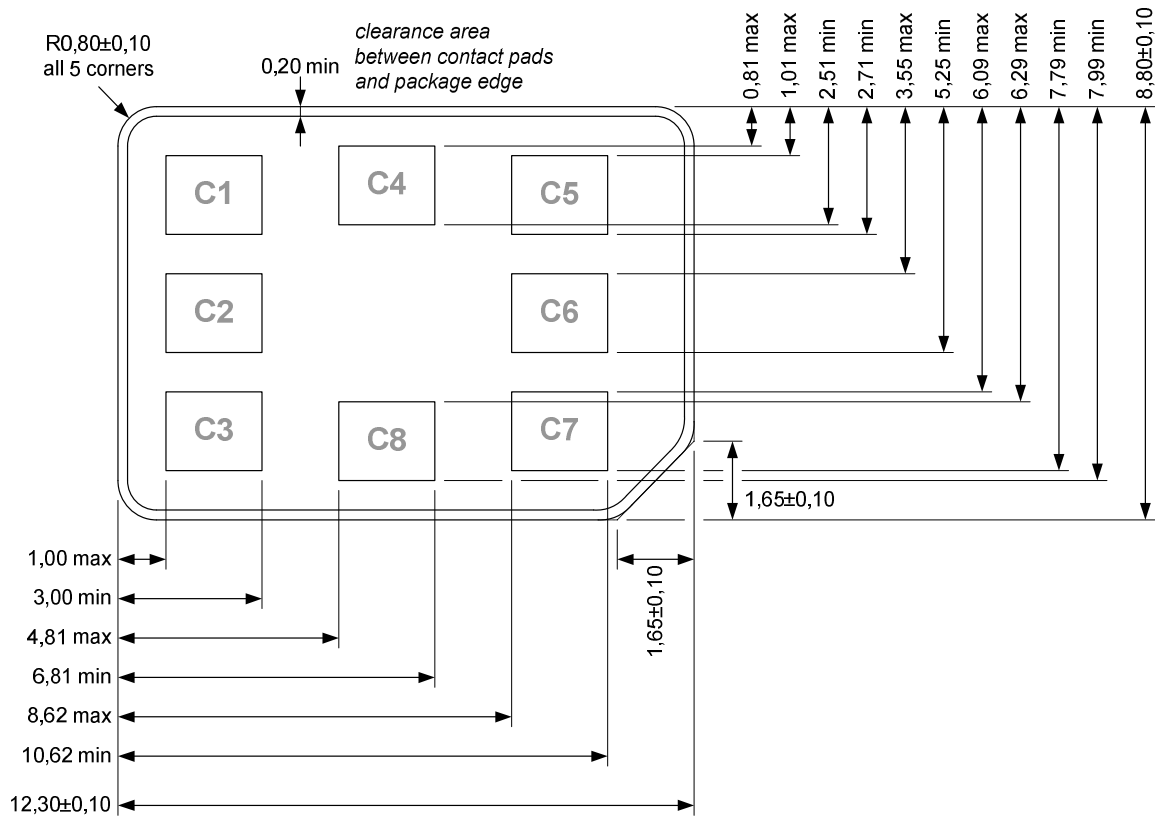 R0,80±0,10
all 5 corners
0,20 min
clearance area
between contact pads
and package edge
0,81 max
1,01 max
2,51 min
2,71 min
3,55 max
5,25 min
6,09 max
6,29 max
7,79 min
7,99 min
8,80±0,10
C1
C4
C5
C2
C6
C3
C8
C7
1,65±0,10
1,65±0,10
1,00 max
3,00 min
4,81 max
6,81 min
8,62 max
10,62 min
12,30±0,10